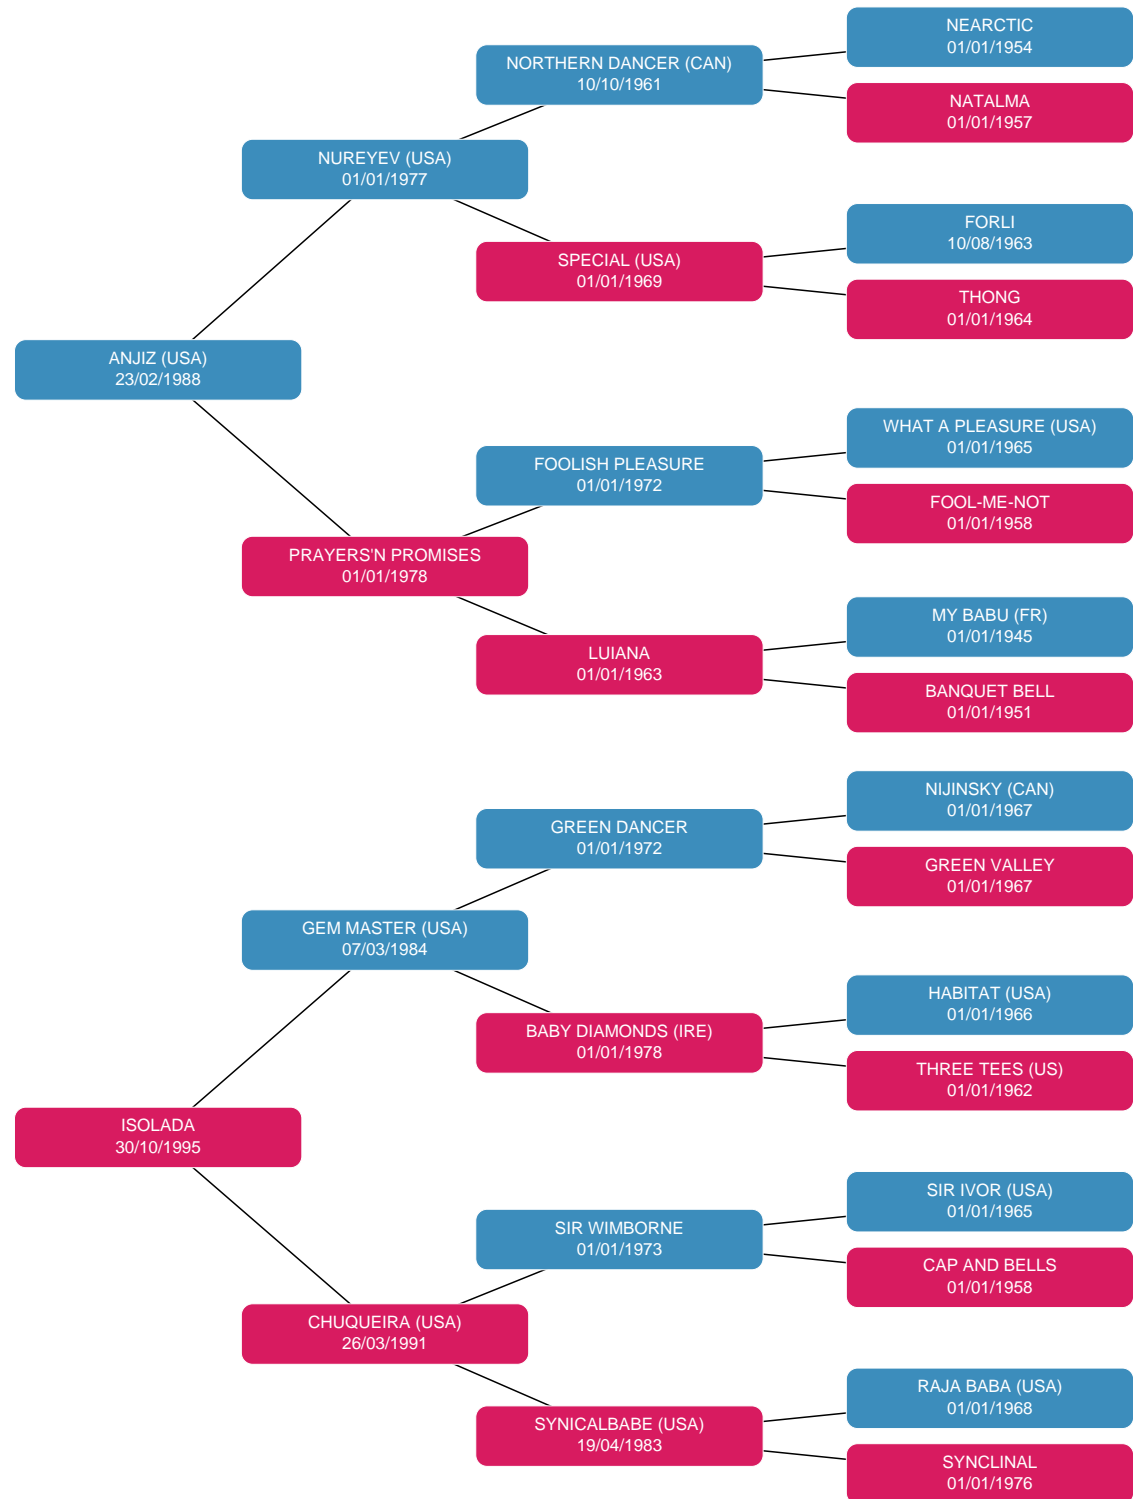 NEARCTIC
01/01/1954
NORTHERN DANCER (CAN)
10/10/1961
NATALMA
01/01/1957
NUREYEV (USA)
01/01/1977
FORLI
10/08/1963
SPECIAL (USA)
01/01/1969
THONG
01/01/1964
ANJIZ (USA)
23/02/1988
WHAT A PLEASURE (USA)
01/01/1965
FOOLISH PLEASURE
01/01/1972
FOOL-ME-NOT
01/01/1958
PRAYERS'N PROMISES
01/01/1978
MY BABU (FR)
01/01/1945
LUIANA
01/01/1963
BANQUET BELL
01/01/1951
NIJINSKY (CAN)
01/01/1967
GREEN DANCER
01/01/1972
GREEN VALLEY
01/01/1967
GEM MASTER (USA)
07/03/1984
HABITAT (USA)
01/01/1966
BABY DIAMONDS (IRE)
01/01/1978
THREE TEES (US)
01/01/1962
ISOLADA
30/10/1995
SIR IVOR (USA)
01/01/1965
SIR WIMBORNE
01/01/1973
CAP AND BELLS
01/01/1958
CHUQUEIRA (USA)
26/03/1991
RAJA BABA (USA)
01/01/1968
SYNICALBABE (USA)
19/04/1983
SYNCLINAL
01/01/1976